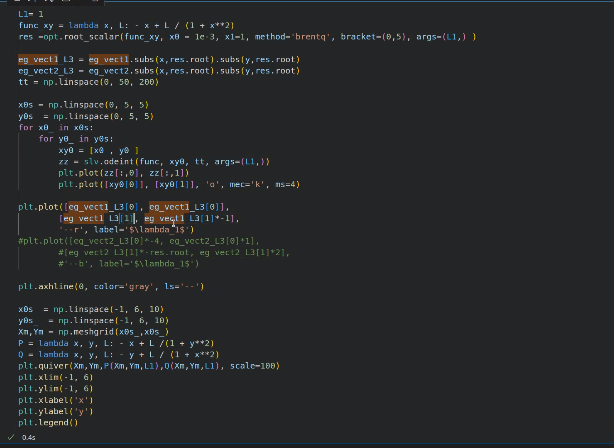 L1= 1
func_xy = lambda x, L: - x + L / (1 + x**2)
res =opt.root_scalar(func_xy, x0 = 1e-3, x1=1, method='brentq', bracket=(0,5), args=(L1,) )
eg_vect1_L3 = eg_vect1.subs(x,res.root).subs(y,res.root)
eg_vect2_L3 = eg_vect2.subs(x,res.root).subs(y,res.root)
tt = np.linspace(0, 50, 200)
x0s = np.linspace(0, 5, 5)
y0s  = np.linspace(0, 5, 5)
for x0_ in x0s:
    for y0_ in y0s:
        xy0 = [x0_, y0_]
        zz = slv.odeint(func, xy0, tt, args=(L1,))
        plt.plot(zz[:,0], zz[:,1])
        plt.plot([xy0[0]], [xy0[1]], 'o', mec='k', ms=4)
plt.plot([eg_vect1_L3[0], eg_vect1_L3[0]],
        [eg_vect1_L3[1], eg_vect1_L3[1]*-1],
        '--r', label='$\lambda_1$')
#plt.plot([eg_vect2_L3[0]*-4, eg_vect2_L3[0]*1],
        #[eg_vect2_L3[1]*-res.root, eg_vect2_L3[1]*2],
        #'--b', label='$\lambda_1$')
plt.axhline(0, color='gray', ls='--')
x0s_ = np.linspace(-1, 6, 10)
y0s_  = np.linspace(-1, 6, 10)
Xm,Ym = np.meshgrid(x0s_,x0s_)
P = lambda x, y, L: - x + L /(1 + y**2)
Q = lambda x, y, L: - y + L / (1 + x**2)
plt.quiver(Xm,Ym,P(Xm,Ym,L1),Q(Xm,Ym,L1), scale=100)
plt.xlim(-1, 6)
plt.ylim(-1, 6)
plt.xlabel('x')
plt.ylabel('y')
plt.legend()
0.4s